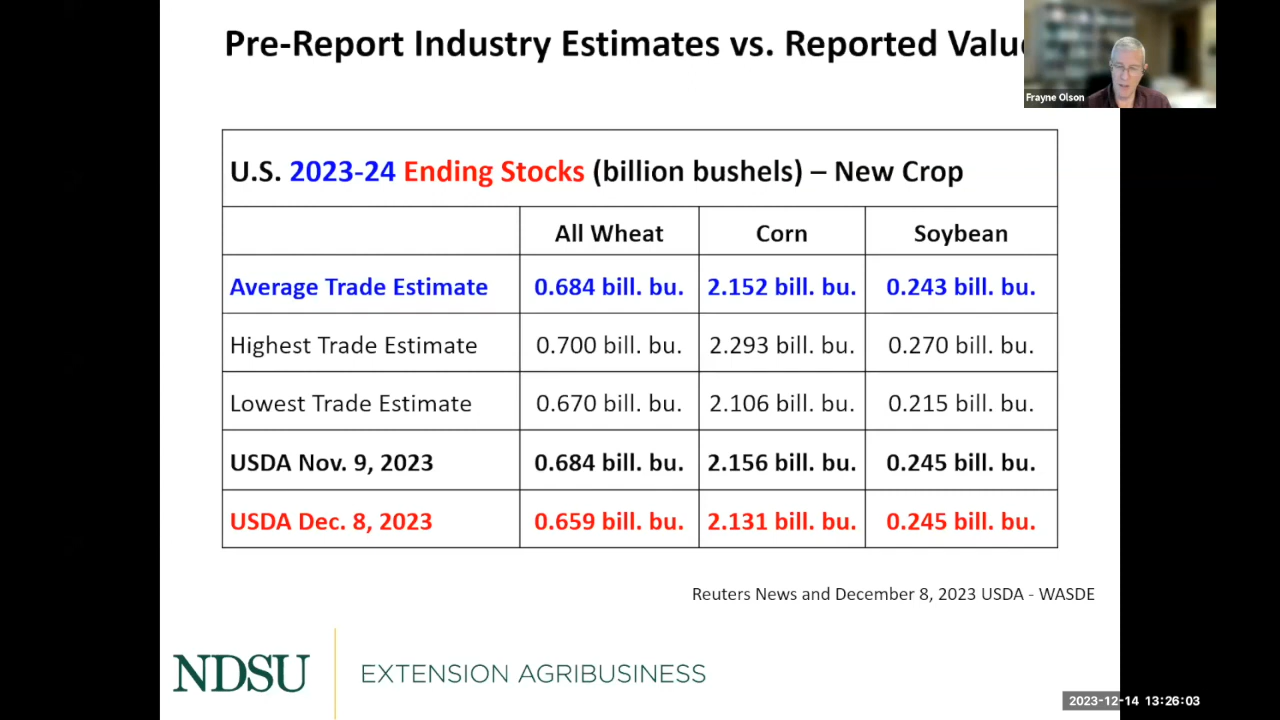 Pre-Report Industry Estimates vs. Reported Valu
Frayne Olson
U.S. 2023-24 Ending Stocks (billion bushels) – New Crop
All Wheat Corn Soybean
Average Trade Estimate 0.684 bill. bu. 2.152 bill. bu. 0.243 bill. bu.
Highest Trade Estimate 0.700 bill. bu. 2.293 bill. bu. 0.270 bill. bu.
Lowest Trade Estimate 0.670 bill. bu. 2.106 bill. bu. 0.215 bill. bu.
USDA Nov. 9, 2023 0.684 bill. bu. 2.156 bill. bu. 0.245 bill. bu.
USDA Dec. 8, 2023 0.659 bill. bu. 2.131 bill. bu. 0.245 bill. bu.
Reuters News and December 8, 2023 USDA - WASDE
NDSU EXTENSION AGRIBUSINESS
2023-12-14 13:26:03